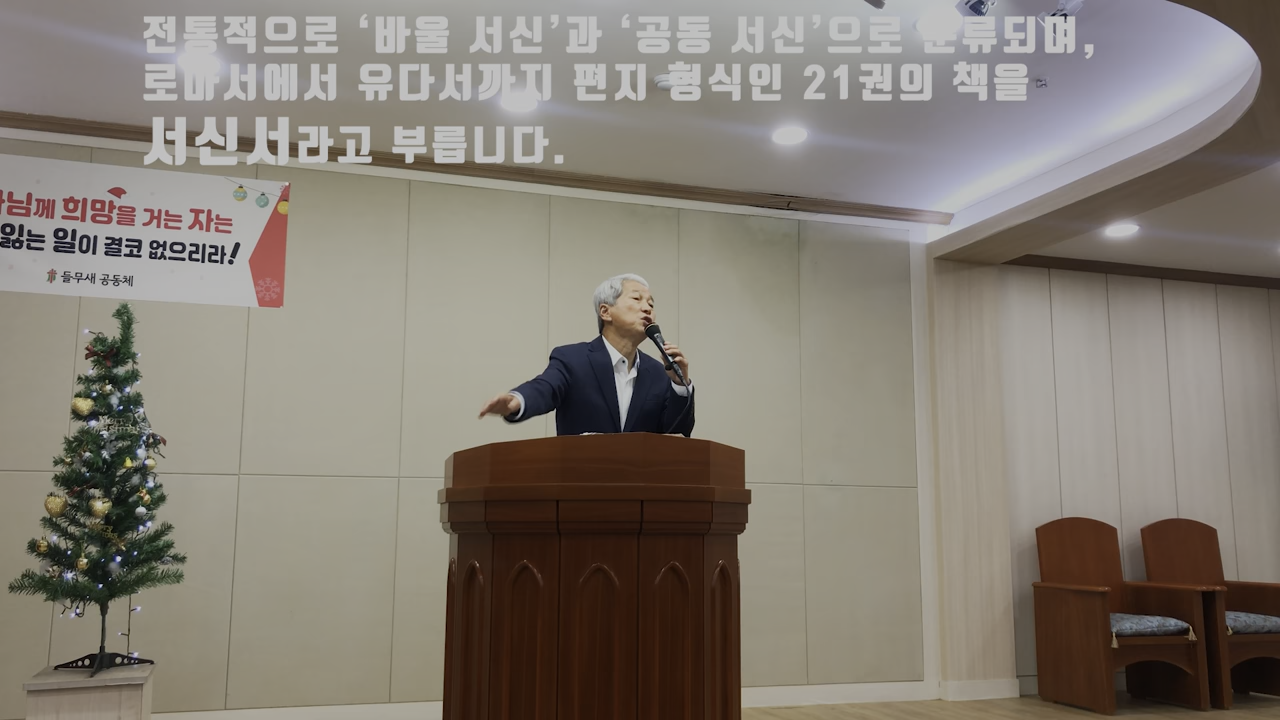 전통적으로 ‘바울 서신’과 ‘공동 서신’으로 분류되며,
로마서에서 유다서까지 편지 형식인 21권의 책을
서신서라고 부릅니다.
희망을 거는 자는
잃는 일이 결코 없으리라!
들무새 공동체